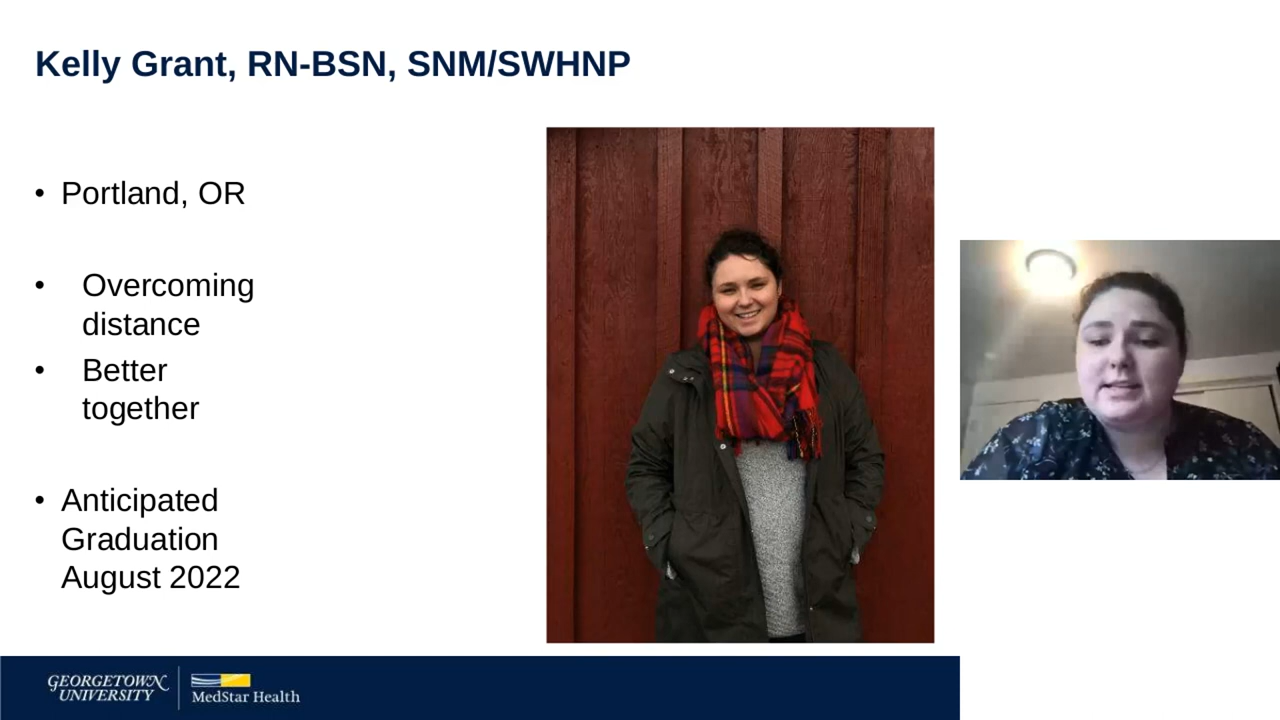 Kelly Grant, RN-BSN, SNM/SWHNP
• Portland, OR
• Overcoming
distance
• Better
together
• Anticipated
Graduation
August 2022
GEORGETOWN
UNIVERSITY
MedStar Health